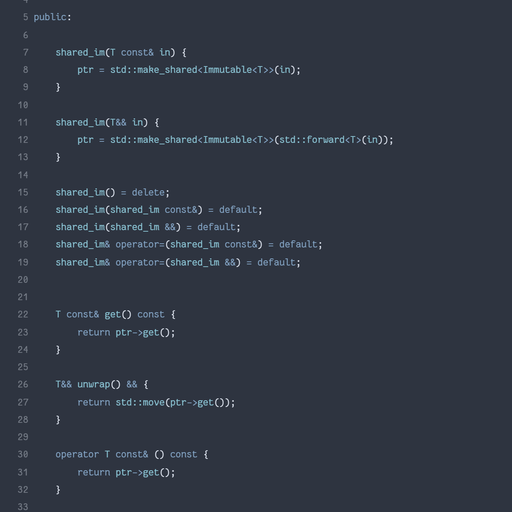 5 public:
6
7     shared_im(T const& in) {
8         ptr = std::make_shared<Immutable<T>>(in);
9     }
10
11     shared_im(T&& in) {
12         ptr = std::make_shared<Immutable<T>>(std::forward<T>(in));
13     }
14
15     shared_im() = delete;
16     shared_im(shared_im const&) = default;
17     shared_im(shared_im &&) = default;
18     shared_im& operator=(shared_im const&) = default;
19     shared_im& operator=(shared_im &&) = default;
20
21
22     T const& get() const {
23         return ptr->get();
24     }
25
26     T&& unwrap() && {
27         return std::move(ptr->get());
28     }
29
30     operator T const& () const {
31         return ptr->get();
32     }
33